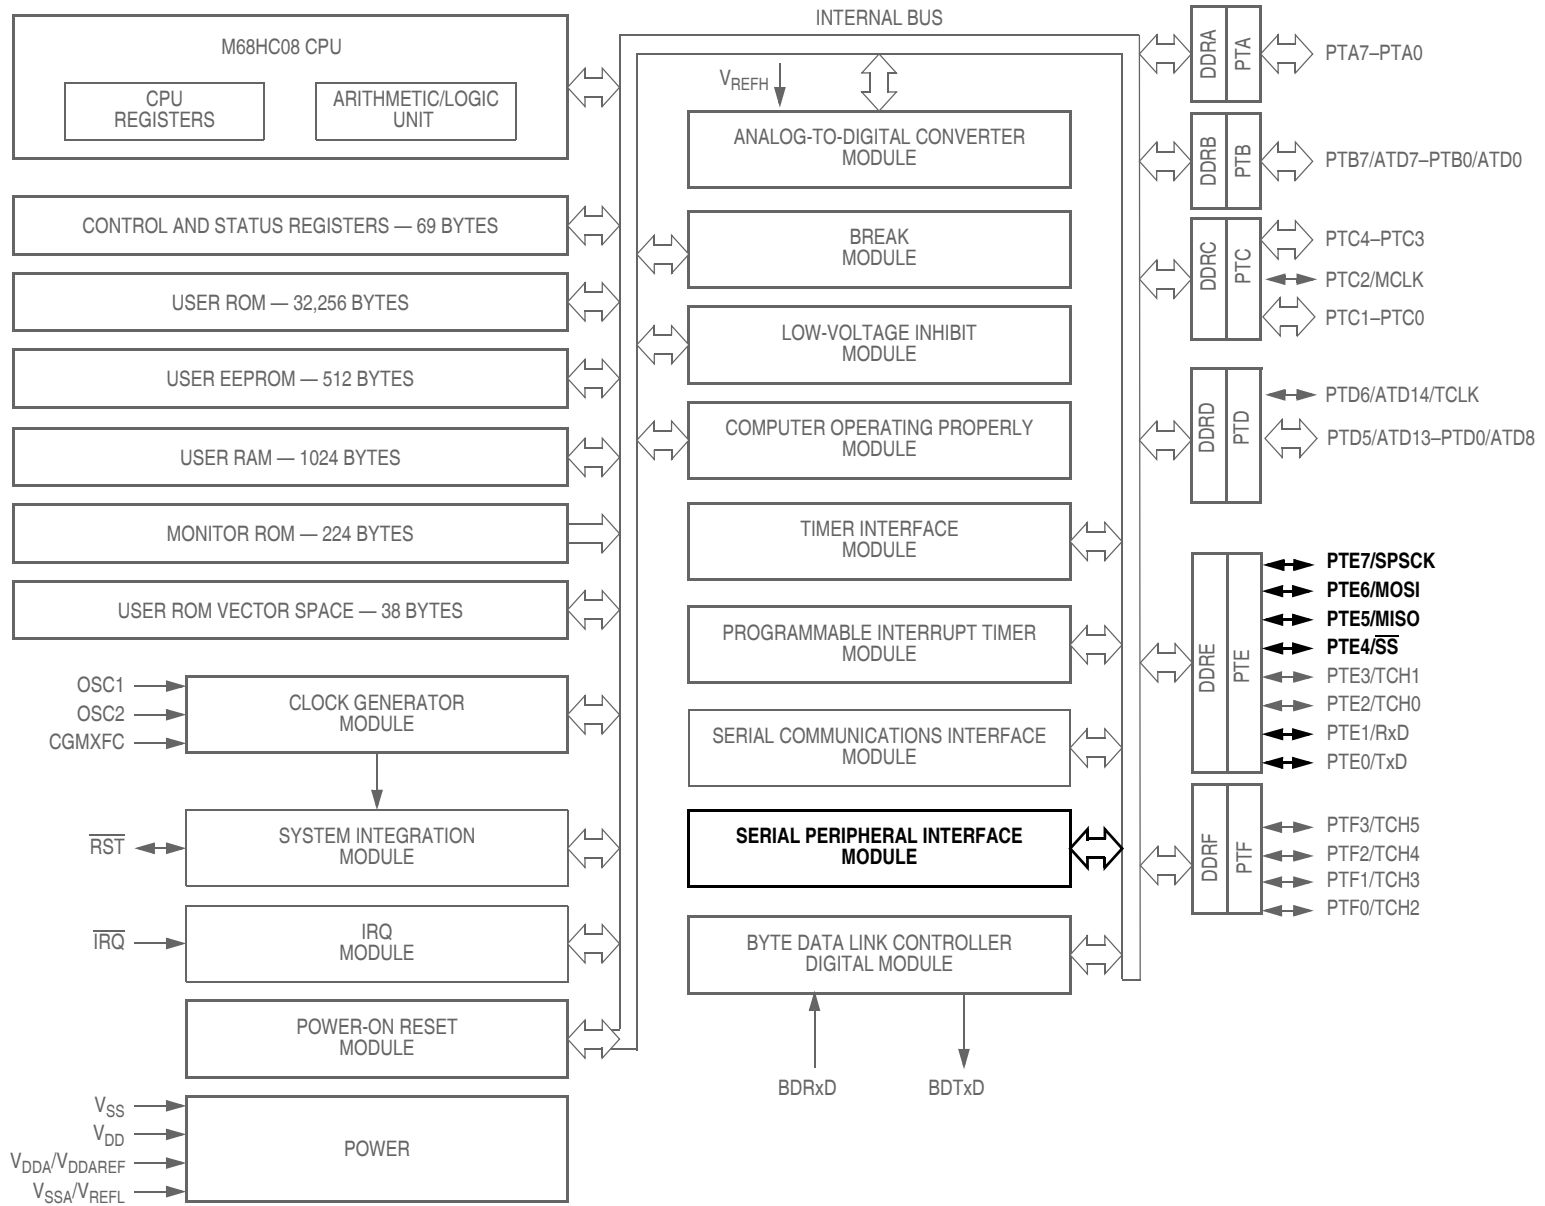 INTERNAL BUS
M68HC08 CPU
CPU
REGISTERS
ARITHMETIC/LOGIC
UNIT
CONTROL AND STATUS REGISTERS — 69 BYTES
USER ROM — 32,256 BYTES
USER EEPROM — 512 BYTES
USER RAM — 1024 BYTES
MONITOR ROM — 224 BYTES
USER ROM VECTOR SPACE — 38 BYTES
OSC1
OSC2
CGMXFC
CLOCK GENERATOR
MODULE
RST
SYSTEM INTEGRATION
MODULE
IRQ
IRQ
MODULE
POWER-ON RESET
MODULE
VSS
VDD
VDDA/VDDAREF
VSSA/VREFL
POWER
VREFH
ANALOG-TO-DIGITAL CONVERTER
MODULE
BREAK
MODULE
LOW-VOLTAGE INHIBIT
MODULE
COMPUTER OPERATING PROPERLY
MODULE
TIMER INTERFACE
MODULE
PROGRAMMABLE INTERRUPT TIMER
MODULE
SERIAL COMMUNICATIONS INTERFACE
MODULE
SERIAL PERIPHERAL INTERFACE
MODULE
BYTE DATA LINK CONTROLLER
DIGITAL MODULE
BDRxD
BDTxD
DDRA
PTA
PTA7–PTA0
DDRB
PTB
PTB7/ATD7–PTB0/ATD0
DDRC
PTC
PTC4–PTC3
PTC2/MCLK
PTC1–PTC0
DDRD
PTD
PTD6/ATD14/TCLK
PTD5/ATD13–PTD0/ATD8
DDRE
PTE
PTE7/SPSCK
PTE6/MOSI
PTE5/MISO
PTE4/SS
PTE3/TCH1
PTE2/TCH0
PTE1/RxD
PTE0/TxD
DDRF
PTF
PTF3/TCH5
PTF2/TCH4
PTF1/TCH3
PTF0/TCH2